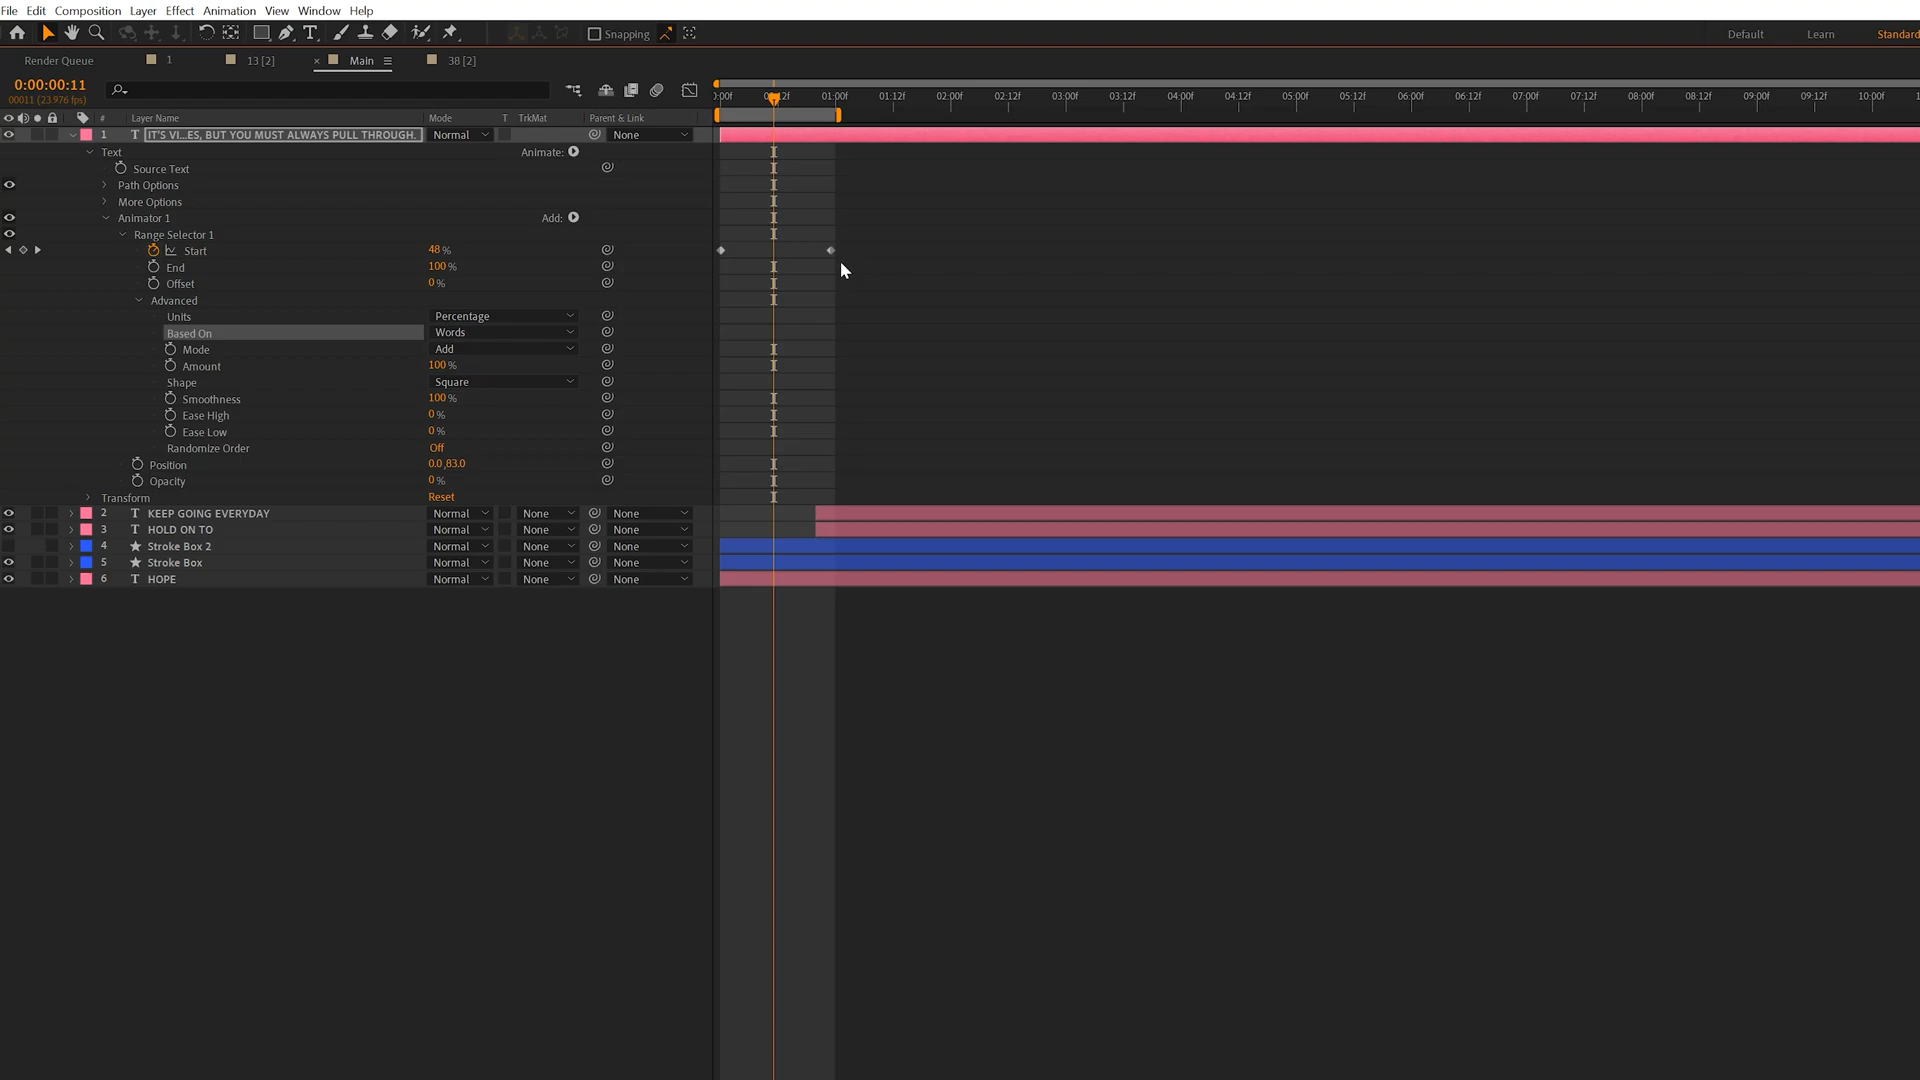 File Edit Composition Layer Effect Animation View Window Help
Snapping Default Learn Standard
Render Queue 1 13 [2] × Main 38 [2]
0:00:00:11
00011 (23.976 fps)
:00f 00:12f 01:00f 01:12f 02:00f 02:12f 03:00f 03:12f 04:00f 04:12f 05:00f 05:12f 06:00f 06:12f 07:00f 07:12f 08:00f 08:12f 09:00f 09:12f 10:00f
# Layer Name Mode T TrkMat Parent & Link
1 T IT'S VI...ES, BUT YOU MUST ALWAYS PULL THROUGH. Normal None
Text Animate:
Source Text
Path Options
More Options
Animator 1 Add:
Range Selector 1
Start 48 %
End 100 %
Offset 0 %
Advanced
Units Percentage
Based On Words
Mode Add
Amount 100 %
Shape Square
Smoothness 100 %
Ease High 0 %
Ease Low 0 %
Randomize Order Off
Position 0.0,83.0
Opacity 0 %
Transform Reset
2 T KEEP GOING EVERYDAY Normal None None
3 T HOLD ON TO Normal None None
4 Stroke Box 2 Normal None None
5 Stroke Box Normal None None
6 T HOPE Normal None None